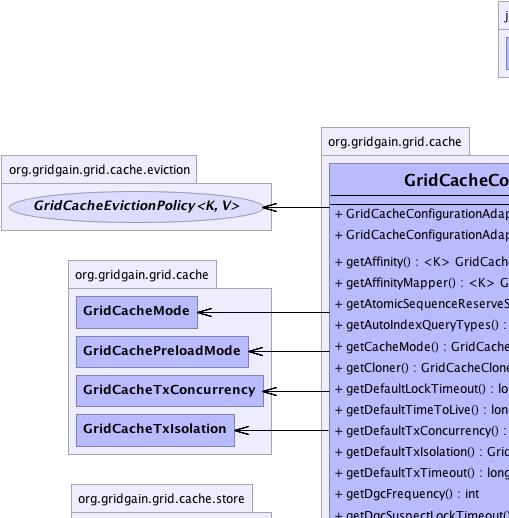 j
org.gridgain.grid.cache
org.gridgain.grid.cache.eviction
GridCacheEvictionPolicy<K, V>
GridCacheCo
+ GridCacheConfigurationAdap
+ GridCacheConfigurationAdap
+ getAffinity() : <K> GridCach
+ getAffinityMapper() : <K> G
+ getAtomicSequenceReserveS
+ getAutoIndexQueryTypes() :
+ getCacheMode() : GridCache
+ getCloner() : GridCacheClone
+ getDefaultLockTimeout() : lo
+ getDefaultTimeToLive() : long
+ getDefaultTxConcurrency() :
+ getDefaultTxIsolation() : Grid
+ getDefaultTxTimeout() : long
+ getDgcFrequency() : int
+ getDgcSuspectLockTimeout()
org.gridgain.grid.cache
GridCacheMode
GridCachePreloadMode
GridCacheTxConcurrency
GridCacheTxIsolation
org.gridgain.grid.cache.store